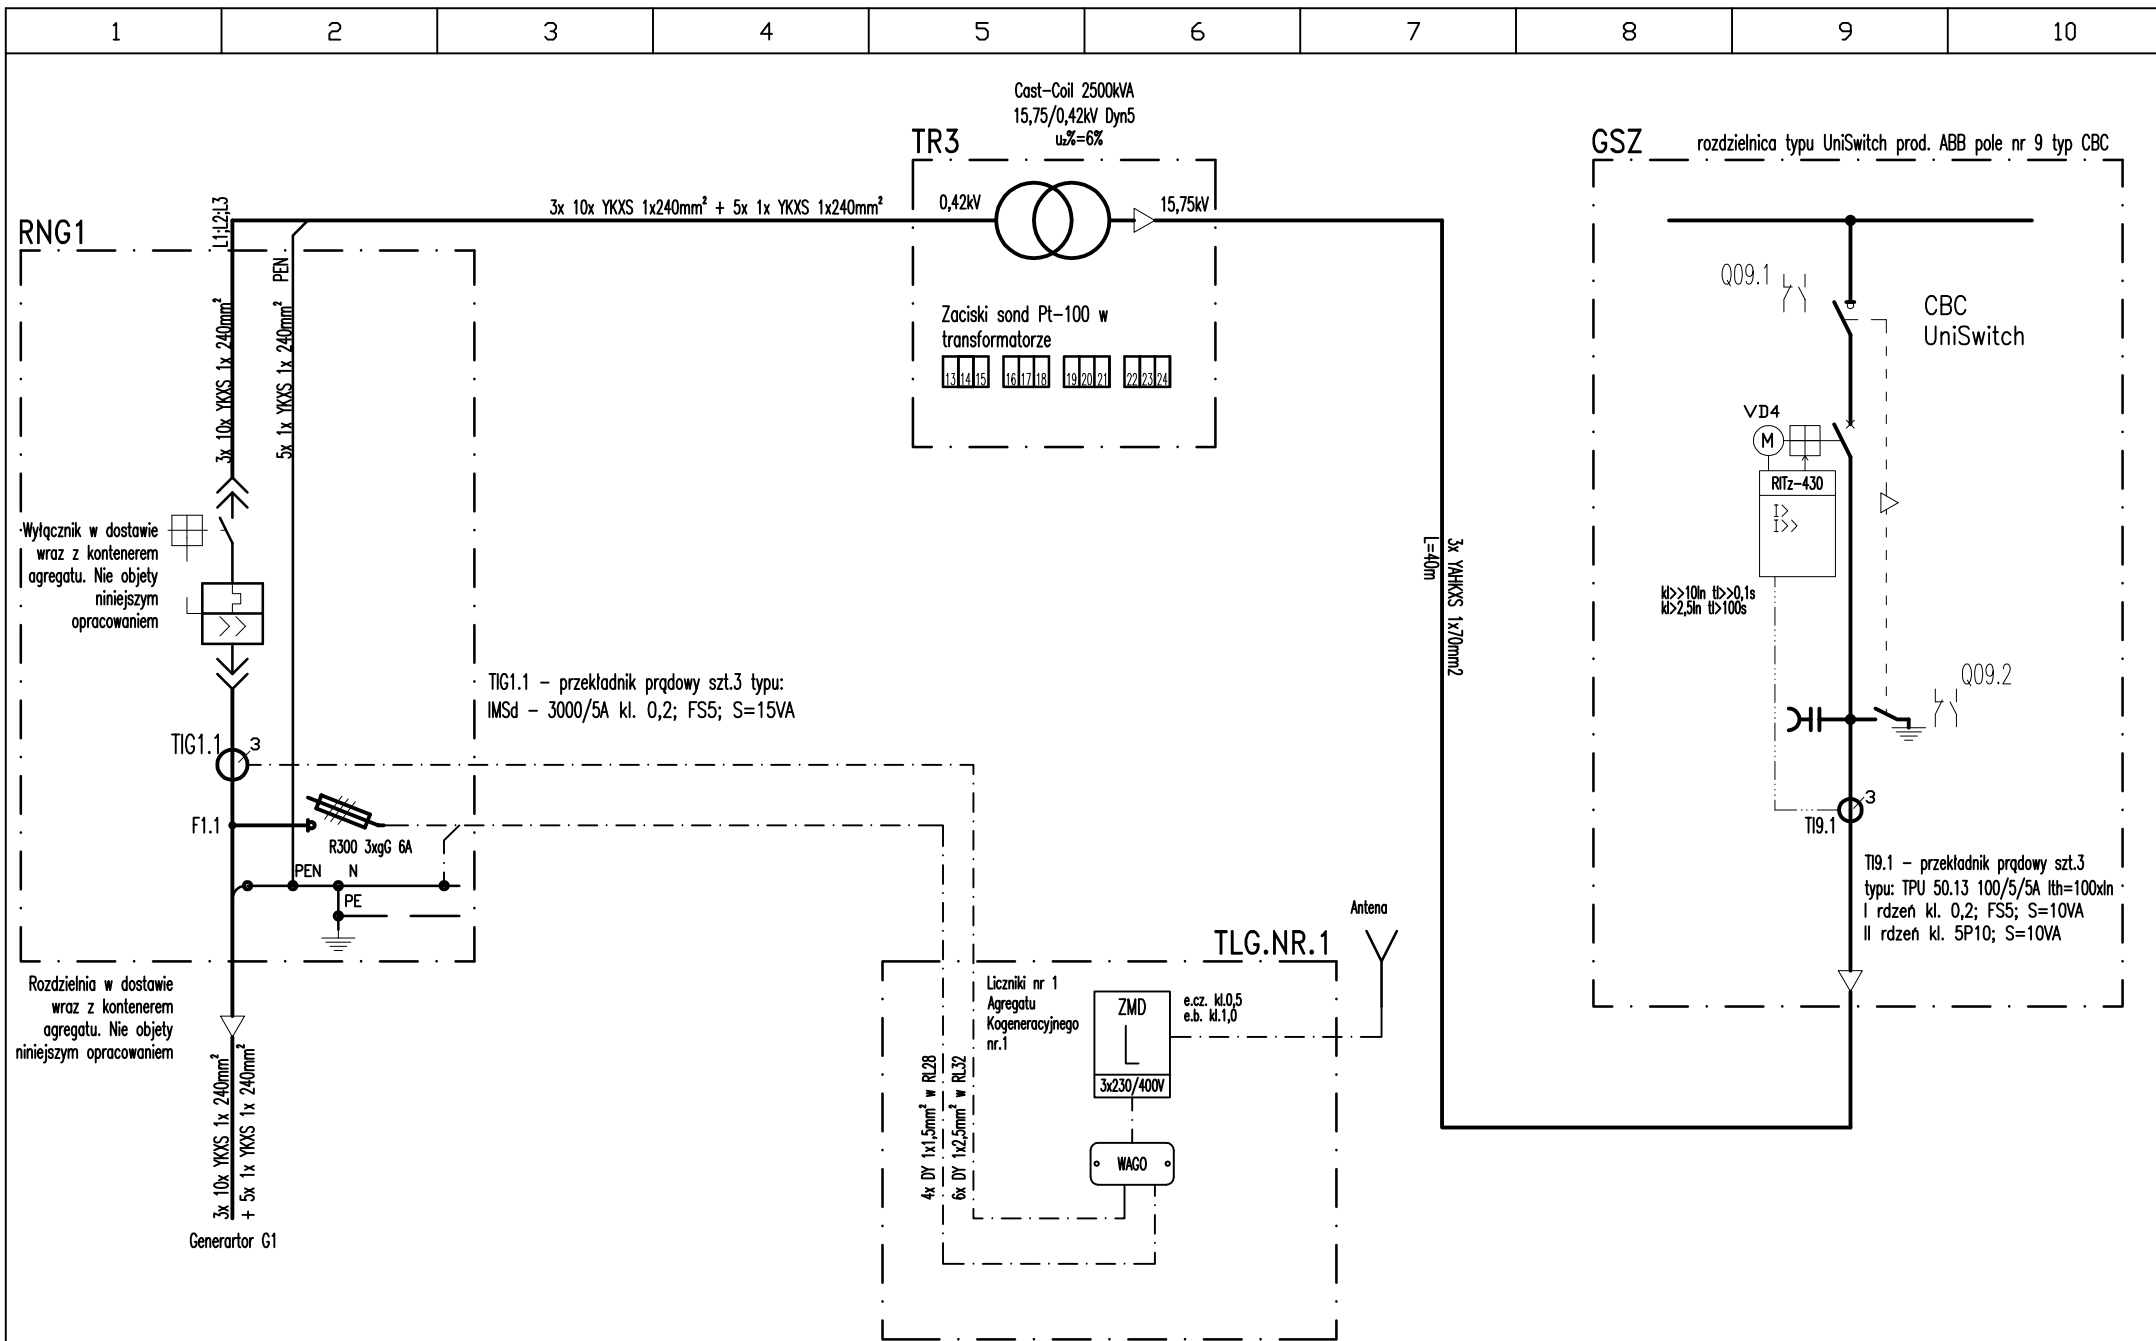 1 2 3 4 5 6 7 8 9 10
Cast-Coil 2500kVA
15,75/0,42kV Dyn5
uz%=6%
TR3
0,42kV
15,75kV
Zaciski sond Pt-100 w
transformatorze
13 14 15 16 17 18 19 20 21 22 23 24
3x 10x YKXS 1x240mm² + 5x 1x YKXS 1x240mm²
RNG1
L1;L2;L3
PEN
3x 10x YKXS 1x 240mm²
5x 1x YKXS 1x 240mm²
Wyłącznik w dostawie
wraz z kontenerem
agregatu. Nie objety
niniejszym
opracowaniem
TIG1.1 - przekładnik prądowy szt.3 typu:
IMSd - 3000/5A kl. 0,2; FS5; S=15VA
TIG1.1
3
F1.1
R300 3xgG 6A
PEN
N
PE
Rozdzielnia w dostawie
wraz z kontenerem
agregatu. Nie objety
niniejszym opracowaniem
3x 10x YKXS 1x 240mm²
+ 5x 1x YKXS 1x 240mm²
Generartor G1
TLG.NR.1
Antena
Liczniki nr 1
Agregatu
Kogeneracyjnego
nr.1
ZMD
L
3x230/400V
e.cz. kl.0,5
e.b. kl.1,0
WAGO
4x DY 1x1,5mm² w RL28
6x DY 1x2,5mm² w RL32
3x YAHKXS 1x70mm2
L=40m
GSZ
rozdzielnica typu UniSwitch prod. ABB pole nr 9 typ CBC
Q09.1
CBC
UniSwitch
VD4
M
RITz-430
I>
I>>
kI>>10In tI>>0,1s
kI>2,5In tI>100s
Q09.2
3
TI9.1
TI9.1 - przekładnik prądowy szt.3
typu: TPU 50.13 100/5/5A Ith=100xIn
I rdzeń kl. 0,2; FS5; S=10VA
II rdzeń kl. 5P10; S=10VA